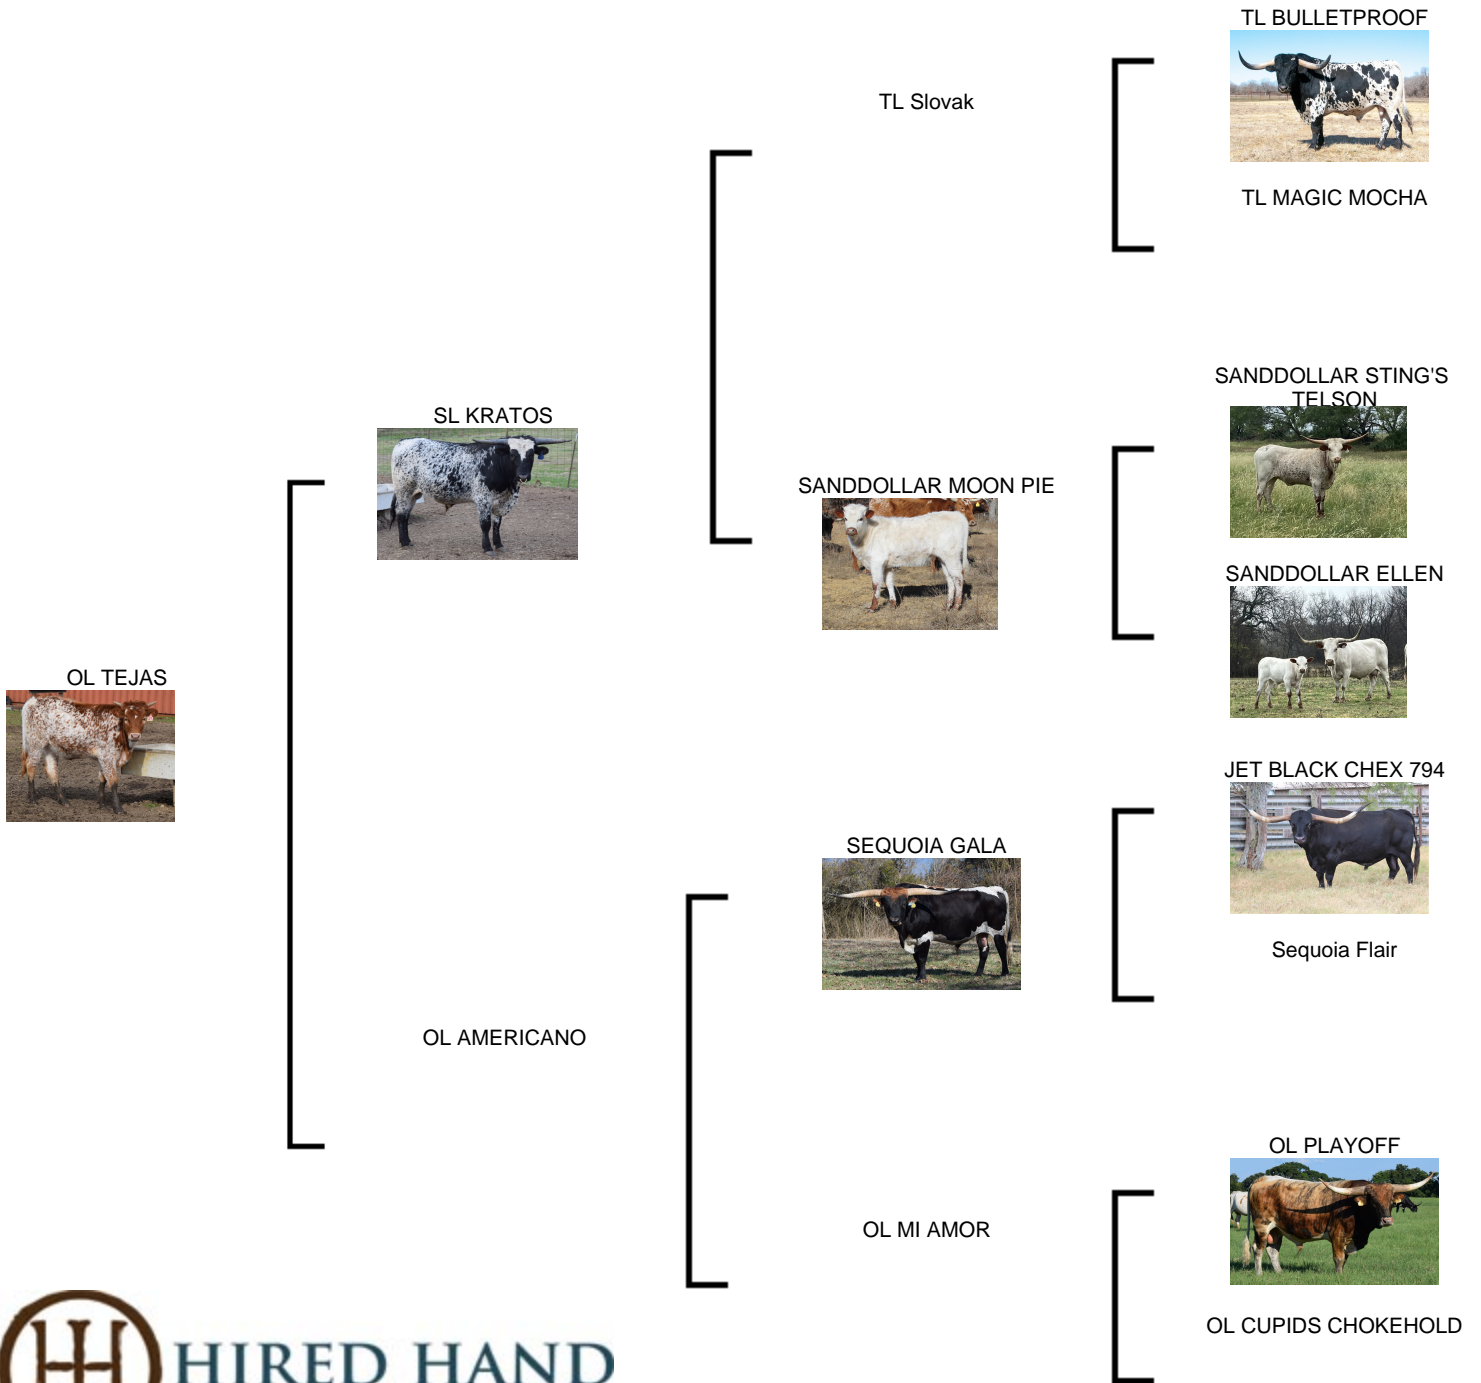 TL BULLETPROOF
TL Slovak
TL MAGIC MOCHA
SANDDOLLAR STING'S
TELSON
SL KRATOS
SANDDOLLAR MOON PIE
SANDDOLLAR ELLEN
OL TEJAS
JET BLACK CHEX 794
SEQUOIA GALA
Sequoia Flair
OL AMERICANO
OL PLAYOFF
OL MI AMOR
OL CUPIDS CHOKEHOLD
HIRED HAND